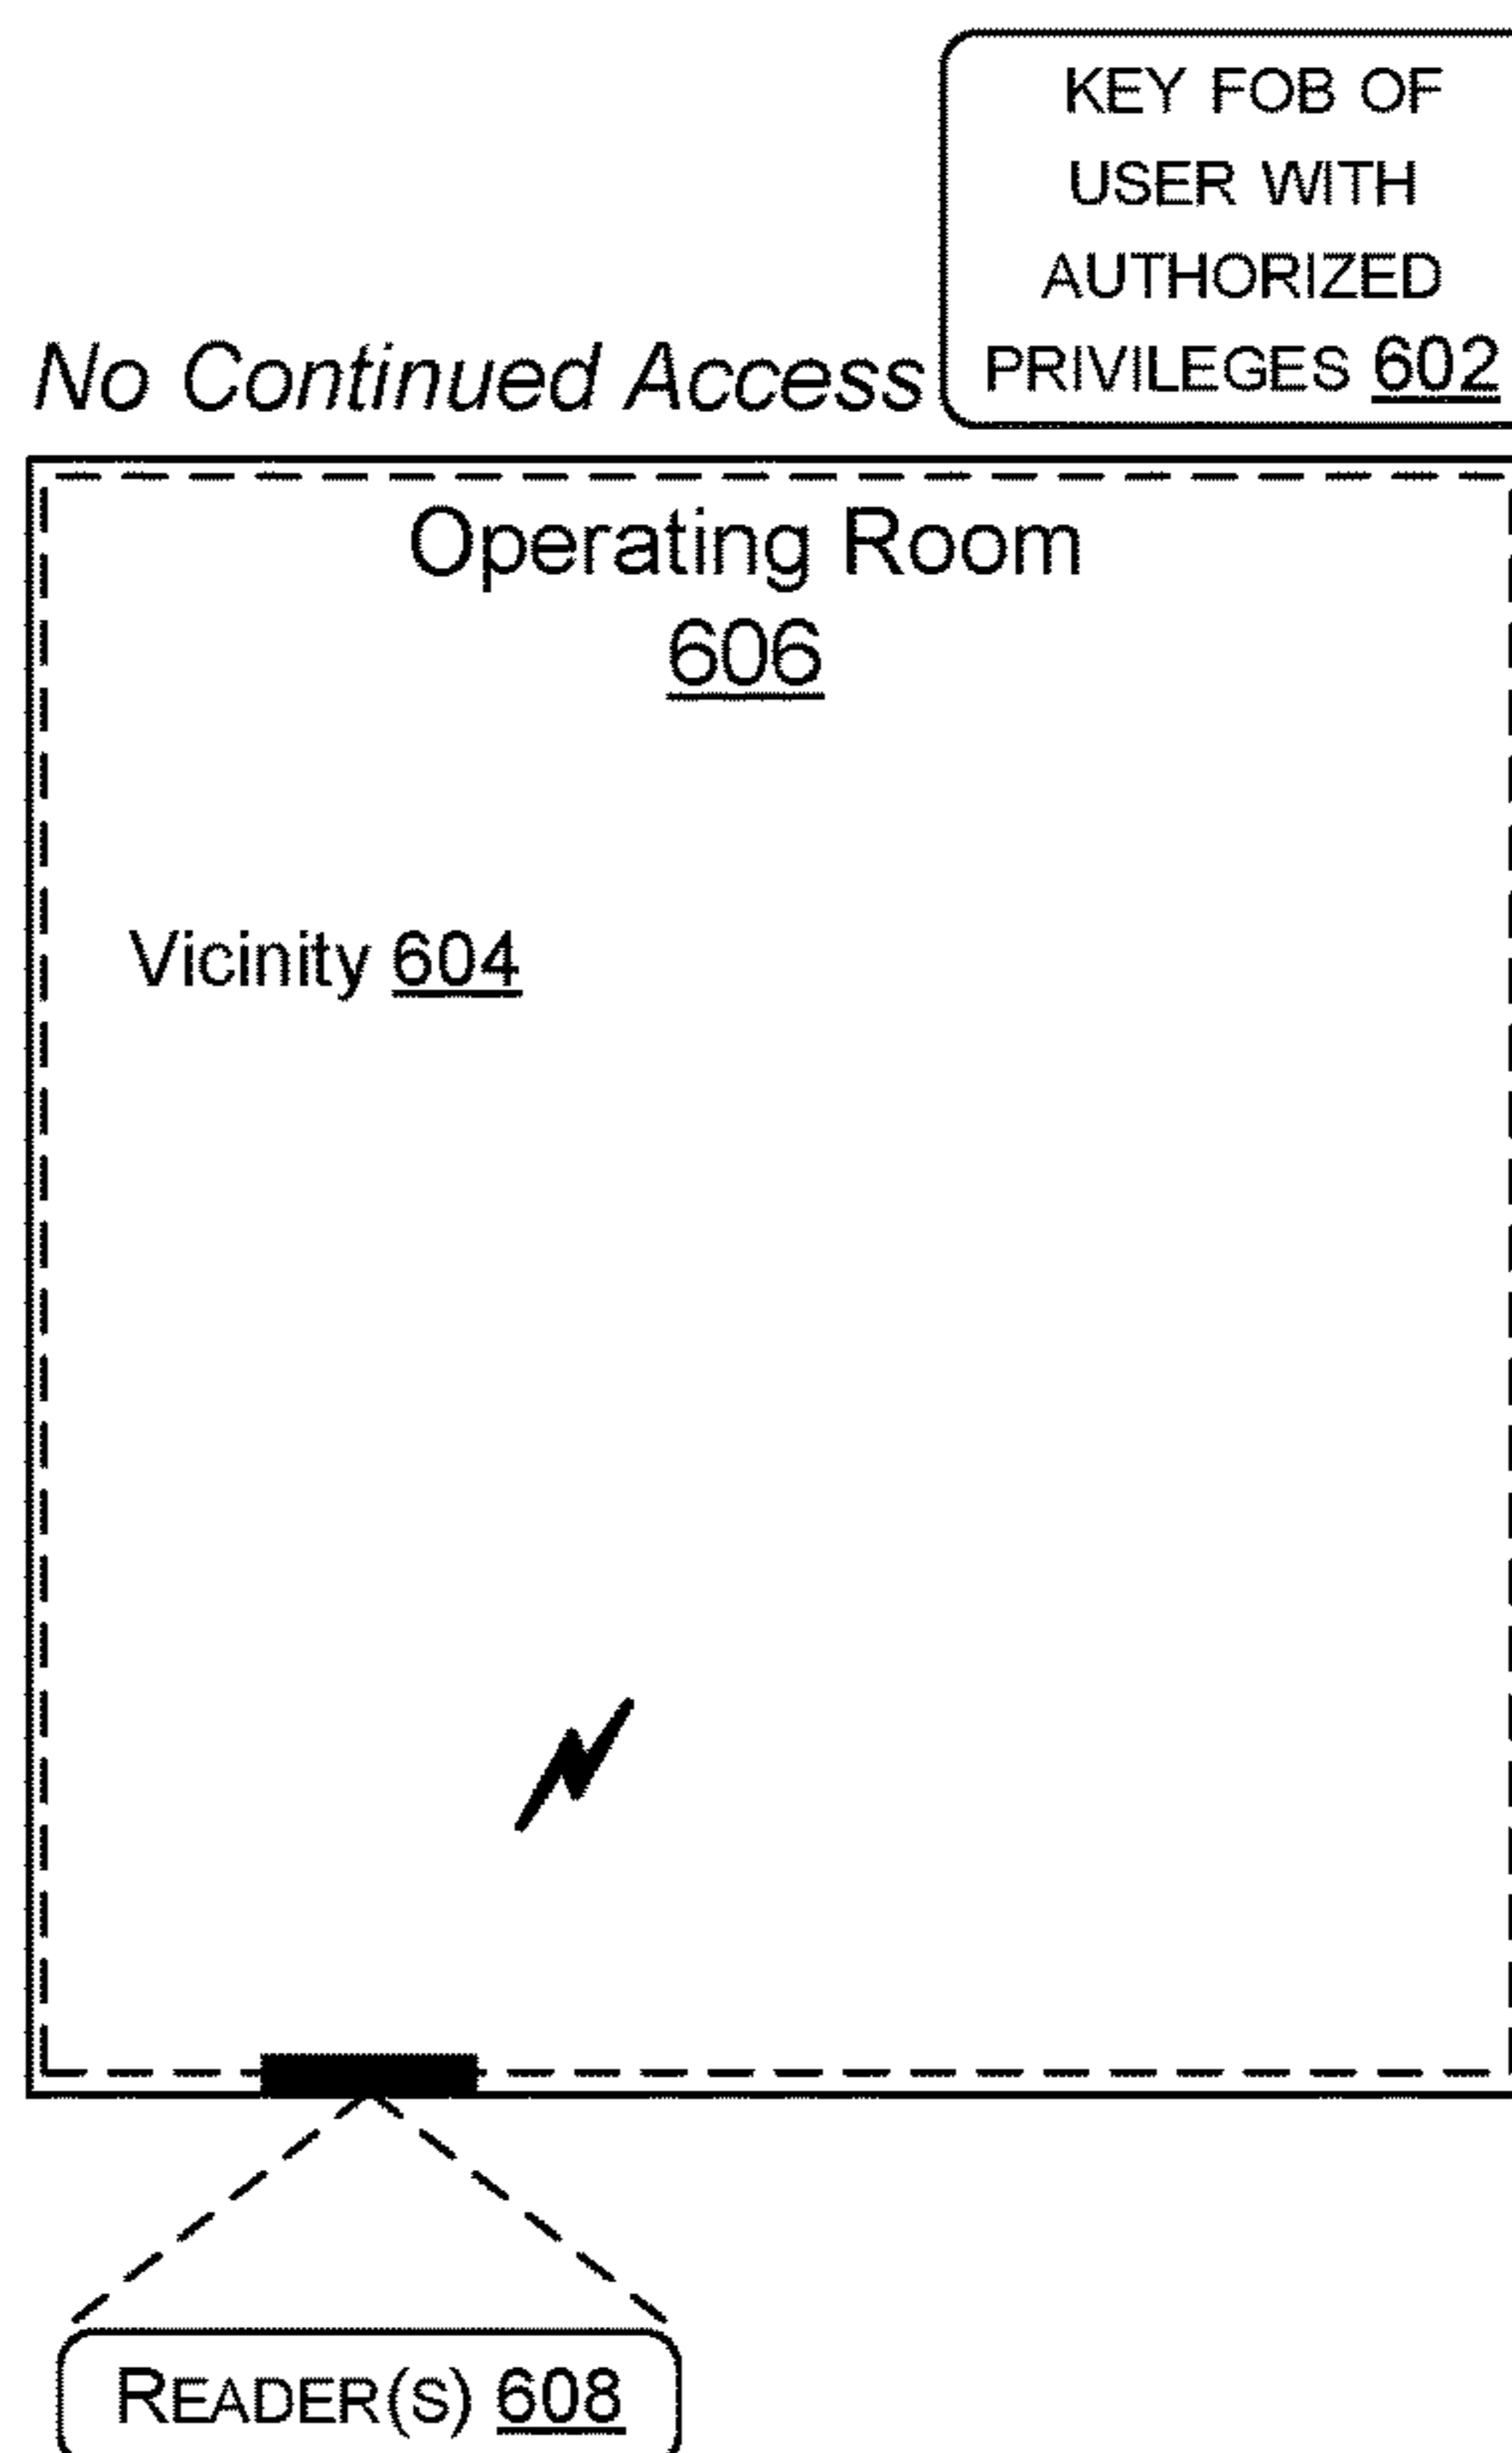 KEY FOB OF
USER WITH
AUTHORIZED
PRIVILEGES 602
No Continued Access
Operating Room
606
Vicinity 604
READER(S) 608